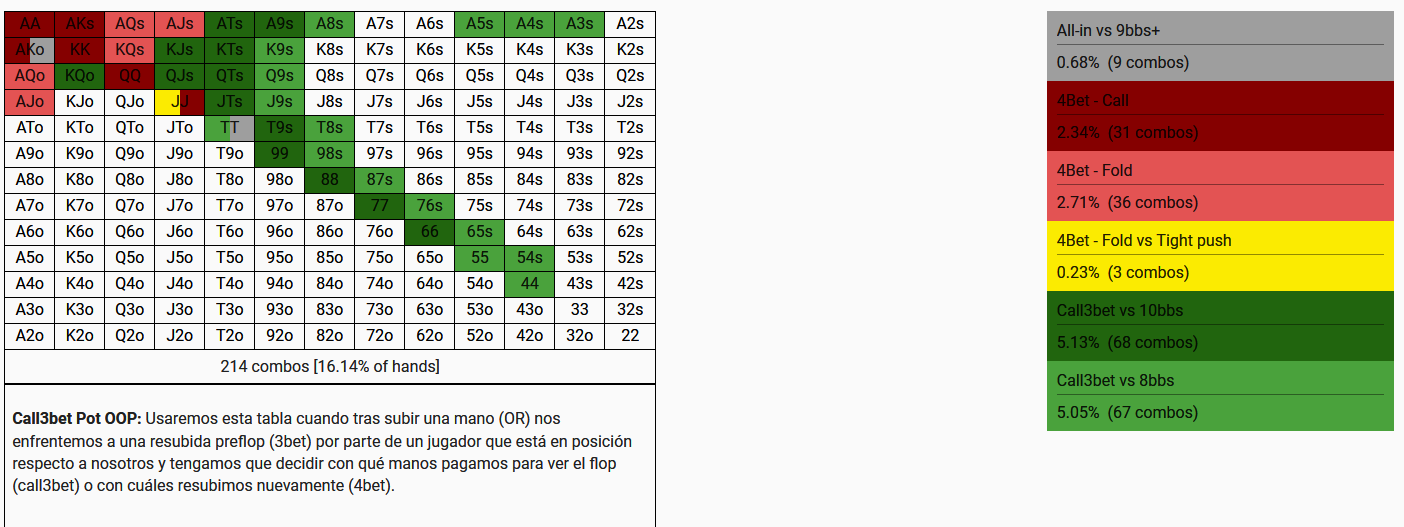 AA AKs AQs AJs ATs A9s A8s A7s A6s A5s A4s A3s A2s
AKo KK KQs KJs KTs K9s K8s K7s K6s K5s K4s K3s K2s
AQo KQo QQ QJs QTs Q9s Q8s Q7s Q6s Q5s Q4s Q3s Q2s
AJo KJo QJo JJ JTs J9s J8s J7s J6s J5s J4s J3s J2s
ATo KTo QTo JTo TT T9s T8s T7s T6s T5s T4s T3s T2s
A9o K9o Q9o J9o T9o 99 98s 97s 96s 95s 94s 93s 92s
A8o K8o Q8o J8o T8o 98o 88 87s 86s 85s 84s 83s 82s
A7o K7o Q7o J7o T7o 97o 87o 77 76s 75s 74s 73s 72s
A6o K6o Q6o J6o T6o 96o 86o 76o 66 65s 64s 63s 62s
A5o K5o Q5o J5o T5o 95o 85o 75o 65o 55 54s 53s 52s
A4o K4o Q4o J4o T4o 94o 84o 74o 64o 54o 44 43s 42s
A3o K3o Q3o J3o T3o 93o 83o 73o 63o 53o 43o 33 32s
A2o K2o Q2o J2o T2o 92o 82o 72o 62o 52o 42o 32o 22
214 combos [16.14% of hands]
Call3bet Pot OOP: Usaremos esta tabla cuando tras subir una mano (OR) nos
enfrentemos a una resubida preflop (3bet) por parte de un jugador que está en posición
respecto a nosotros y tengamos que decidir con qué manos pagamos para ver el flop
(call3bet) o con cuáles resubimos nuevamente (4bet).
All-in vs 9bbs+
0.68% (9 combos)
4Bet - Call
2.34% (31 combos)
4Bet - Fold
2.71% (36 combos)
4Bet - Fold vs Tight push
0.23% (3 combos)
Call3bet vs 10bbs
5.13% (68 combos)
Call3bet vs 8bbs
5.05% (67 combos)